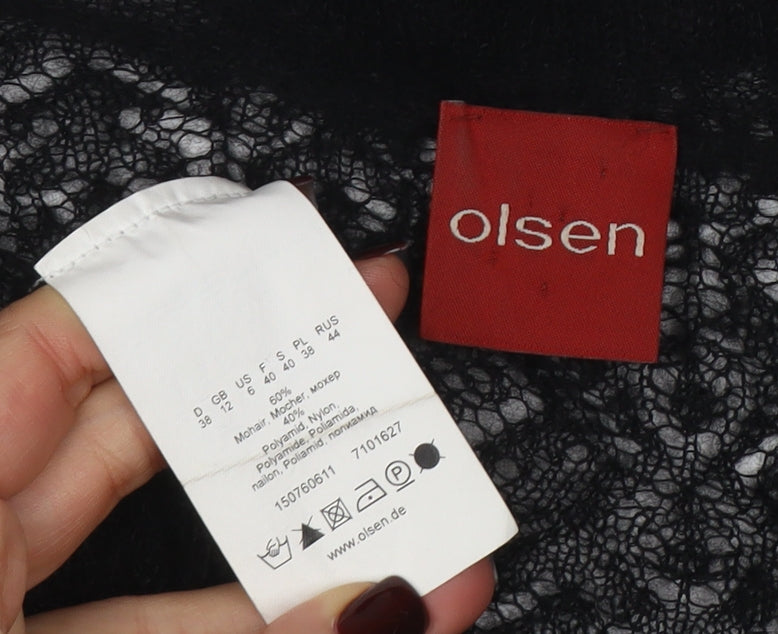 olsen
D GB US F S PL RUS
38 12 6 40 40 38 44
60%
Mohair, Mocher, мохер
40%
Polyamid, Nylon,
Polyamide, Poliamida,
nailon, Poliamid, полиамид
150760611 7101627
P
www.olsen.de